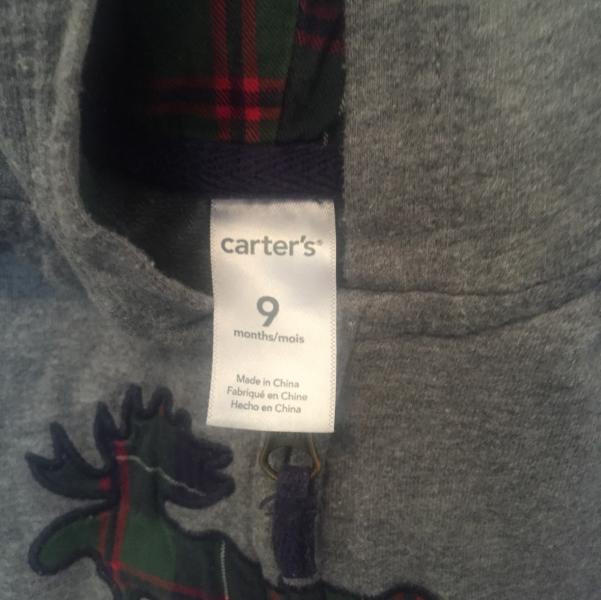 carter's®
9
months/mois
Made in China
Fabriqué en Chine
Hecho en China